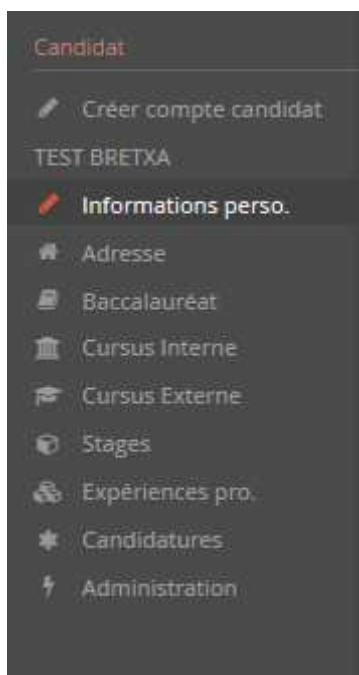 Candidat
Créer compte candidat
TEST BRETXA
Informations perso.
Adresse
Baccalauréat
Cursus Interne
Cursus Externe
Stages
Expériences pro.
Candidatures
Administration